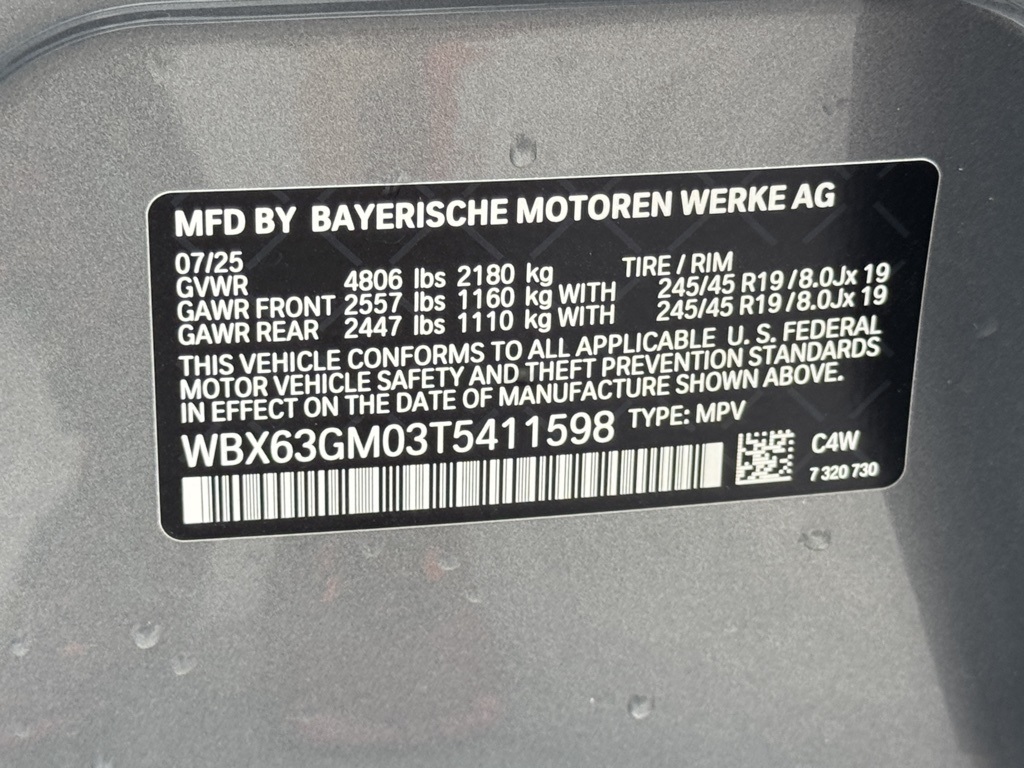 MFD BY BAYERISCHE MOTOREN WERKE AG
07/25 TIRE / RIM
GVWR 4806 lbs 2180 kg
GAWR FRONT 2557 lbs 1160 kg WITH 245/45 R19 / 8.0Jx 19
GAWR REAR 2447 lbs 1110 kg WITH 245/45 R19 / 8.0Jx 19
THIS VEHICLE CONFORMS TO ALL APPLICABLE U. S. FEDERAL
MOTOR VEHICLE SAFETY AND THEFT PREVENTION STANDARDS
IN EFFECT ON THE DATE OF MANUFACTURE SHOWN ABOVE.
WBX63GM03T5411598 TYPE: MPV
C4W
7 320 730